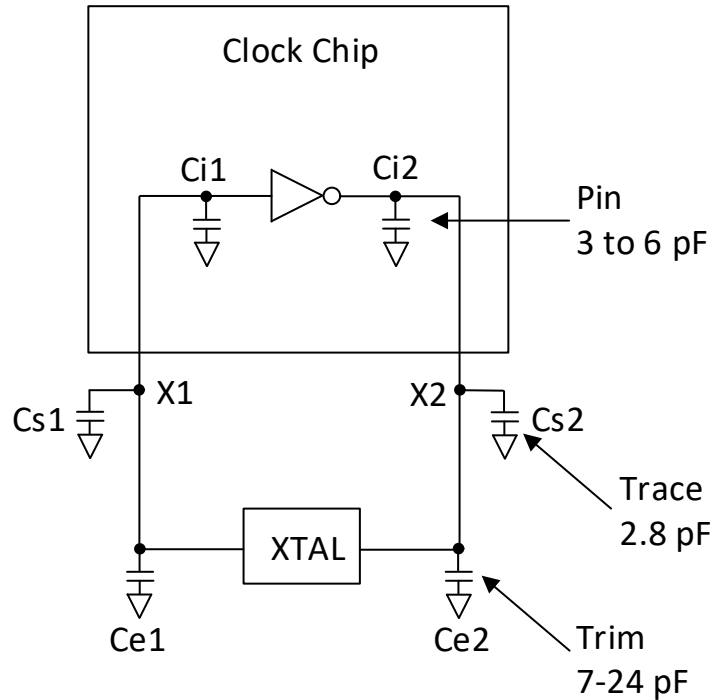 Clock Chip
Ci1
Ci2
Pin
3 to 6 pF
X1
X2
Cs1
Cs2
Trace
2.8 pF
XTAL
Ce1
Ce2
Trim
7-24 pF